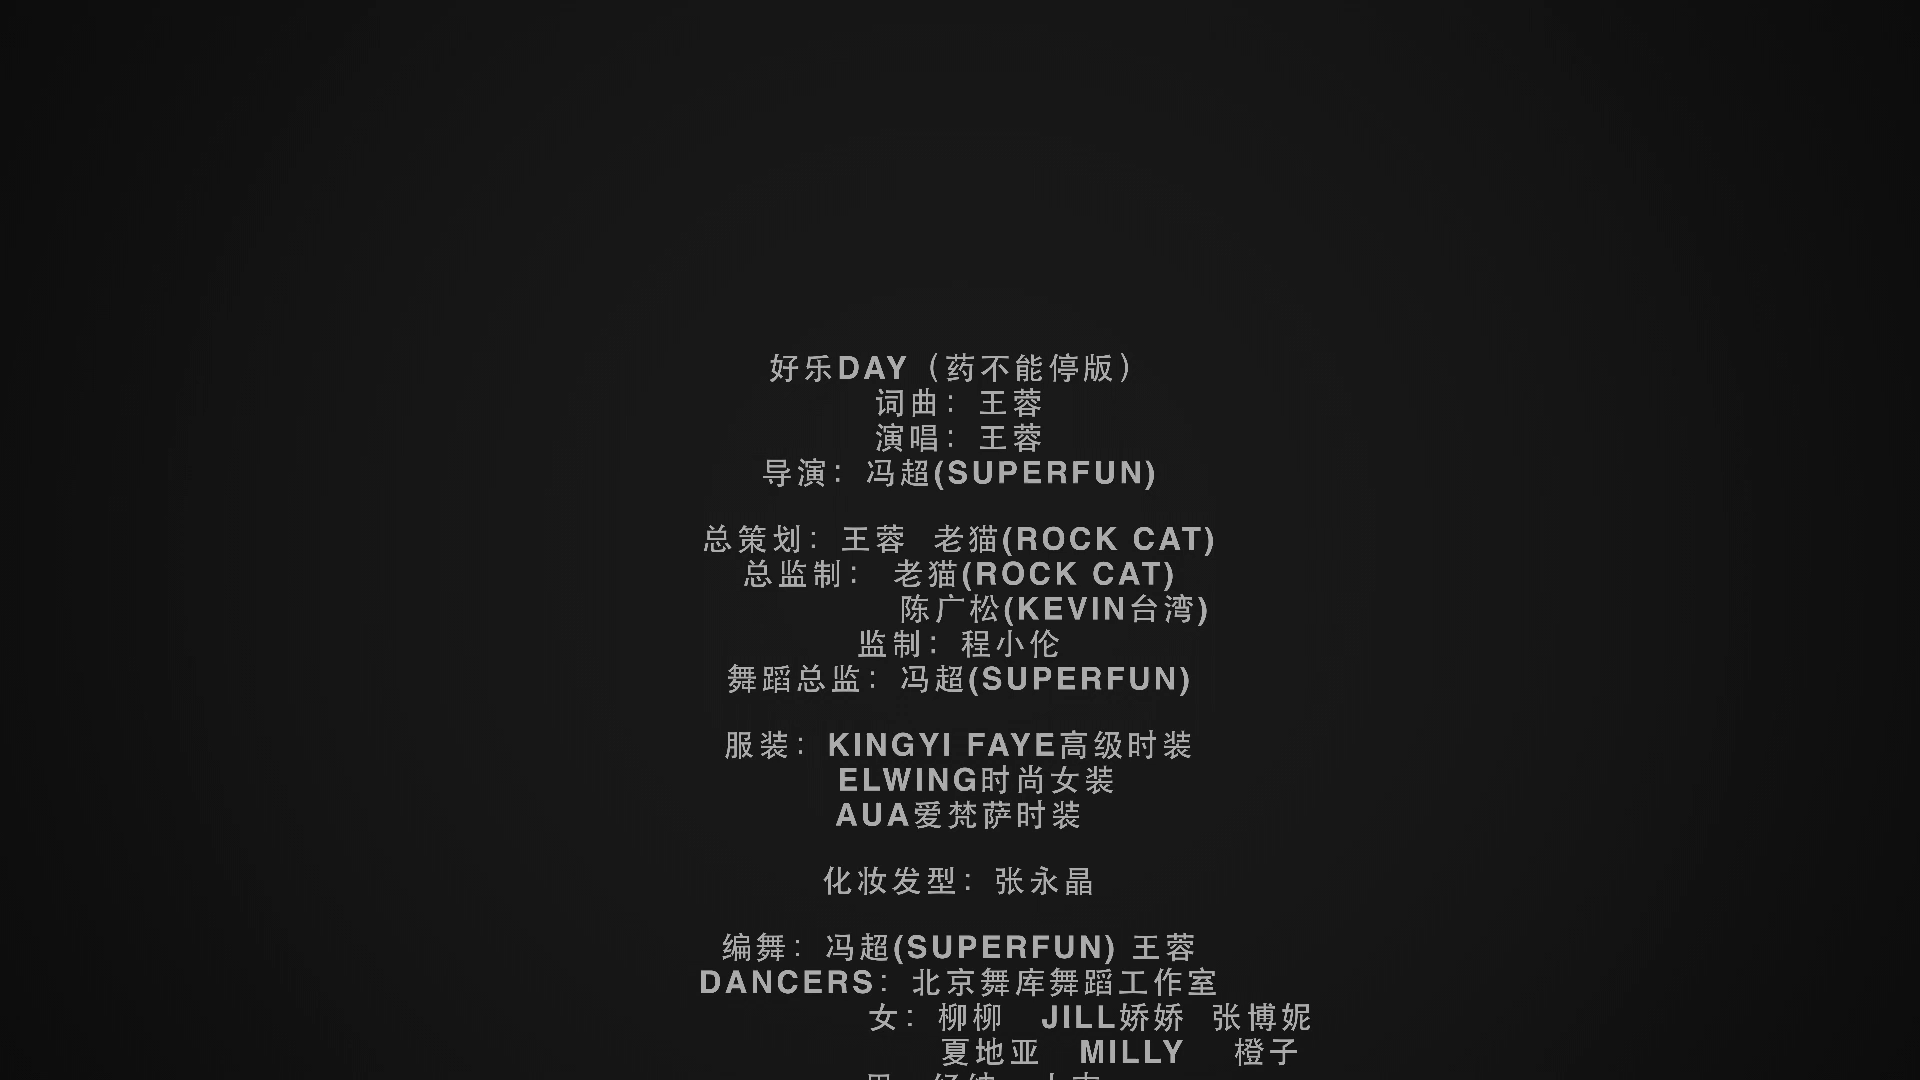 好乐DAY（药不能停版）
词曲：王蓉
演唱：王蓉
导演：冯超(SUPERFUN)
总策划：王蓉 老猫(ROCK CAT)
总监制： 老猫(ROCK CAT)
陈广松(KEVIN台湾)
监制：程小伦
舞蹈总监：冯超(SUPERFUN)
服装：KINGYI FAYE高级时装
ELWING时尚女装
AUA爱梵萨时装
化妆发型：张永晶
编舞：冯超(SUPERFUN) 王蓉
DANCERS：北京舞库舞蹈工作室
女：柳柳 JILL娇娇 张博妮
夏地亚 MILLY 橙子